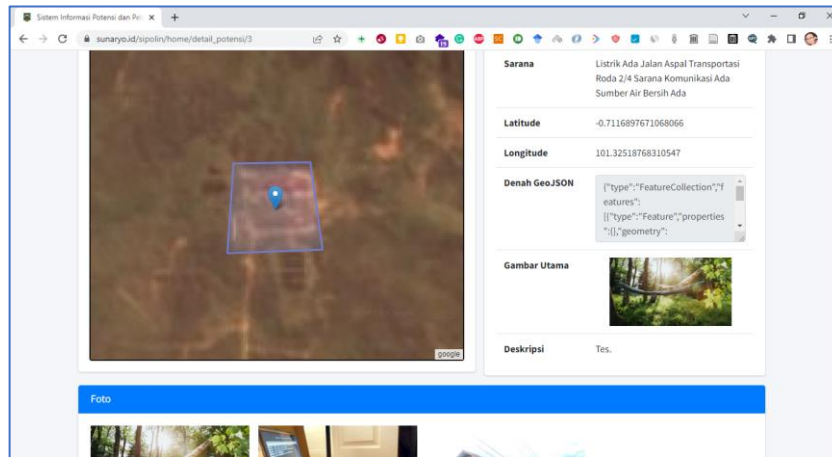 Sistem Informasi Potensi dan Pel
sunaryo.id/sipolin/home/detail_potensi/3
Sarana
Listrik Ada Jalan Aspal Transportasi
Roda 2/4 Sarana Komunikasi Ada
Sumber Air Bersih Ada
Latitude
-0.7116897671068066
Longitude
101.32518768310547
Denah GeoJSON
{"type":"FeatureCollection","f
eatures":
[{"type":"Feature","properties
":{},"geometry":
Gambar Utama
Deskripsi
Tes.
google
Foto